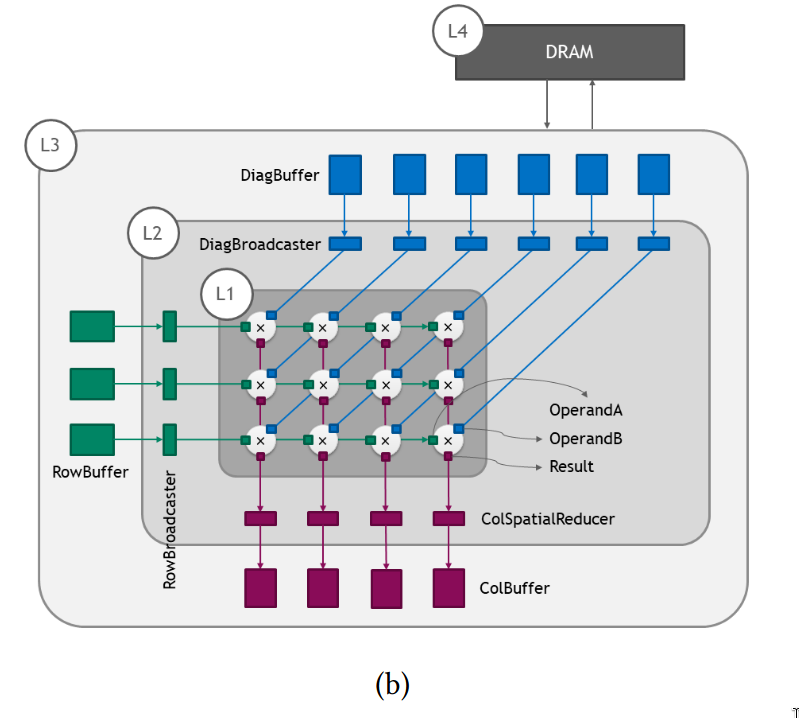 L4
DRAM
L3
DiagBuffer
L2
DiagBroadcaster
L1
×
×
×
×
×
×
×
×
×
×
×
×
OperandA
OperandB
Result
RowBuffer
RowBroadcaster
ColSpatialReducer
ColBuffer
(b)